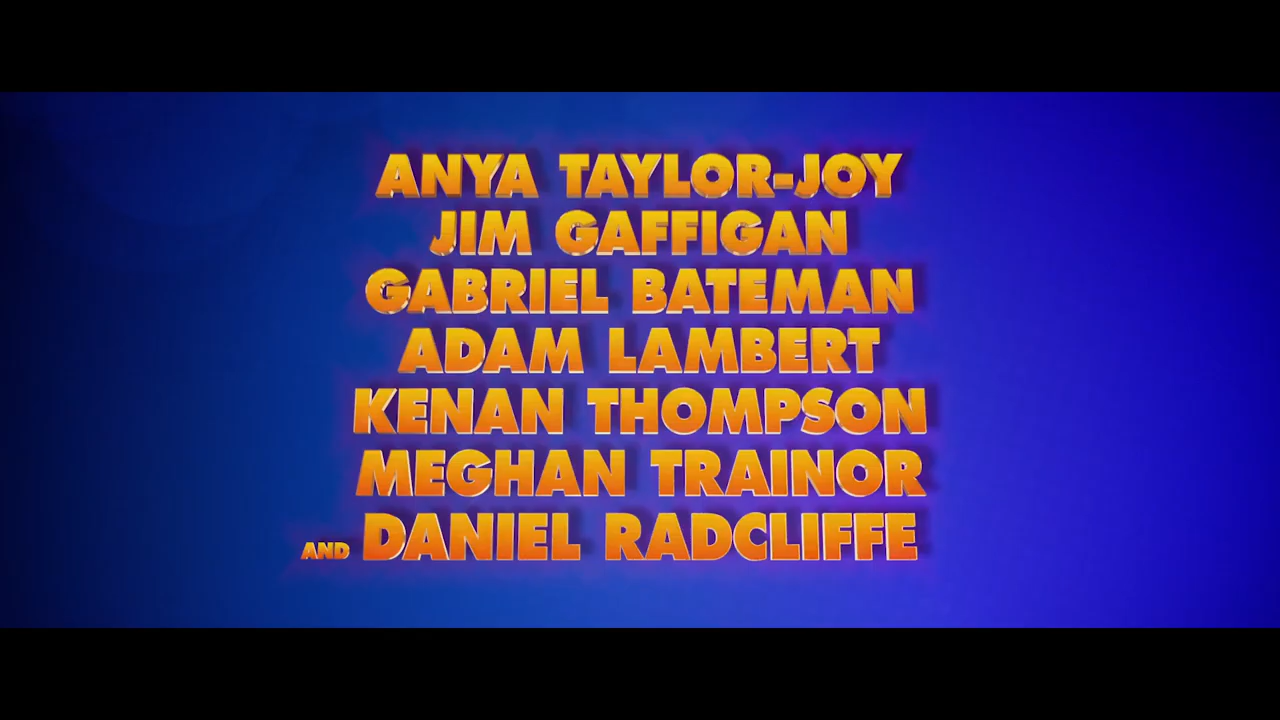 ANYA TAYLOR-JOY
JIM GAFFIGAN
GABRIEL BATEMAN
ADAM LAMBERT
KENAN THOMPSON
MEGHAN TRAINOR
AND DANIEL RADCLIFFE